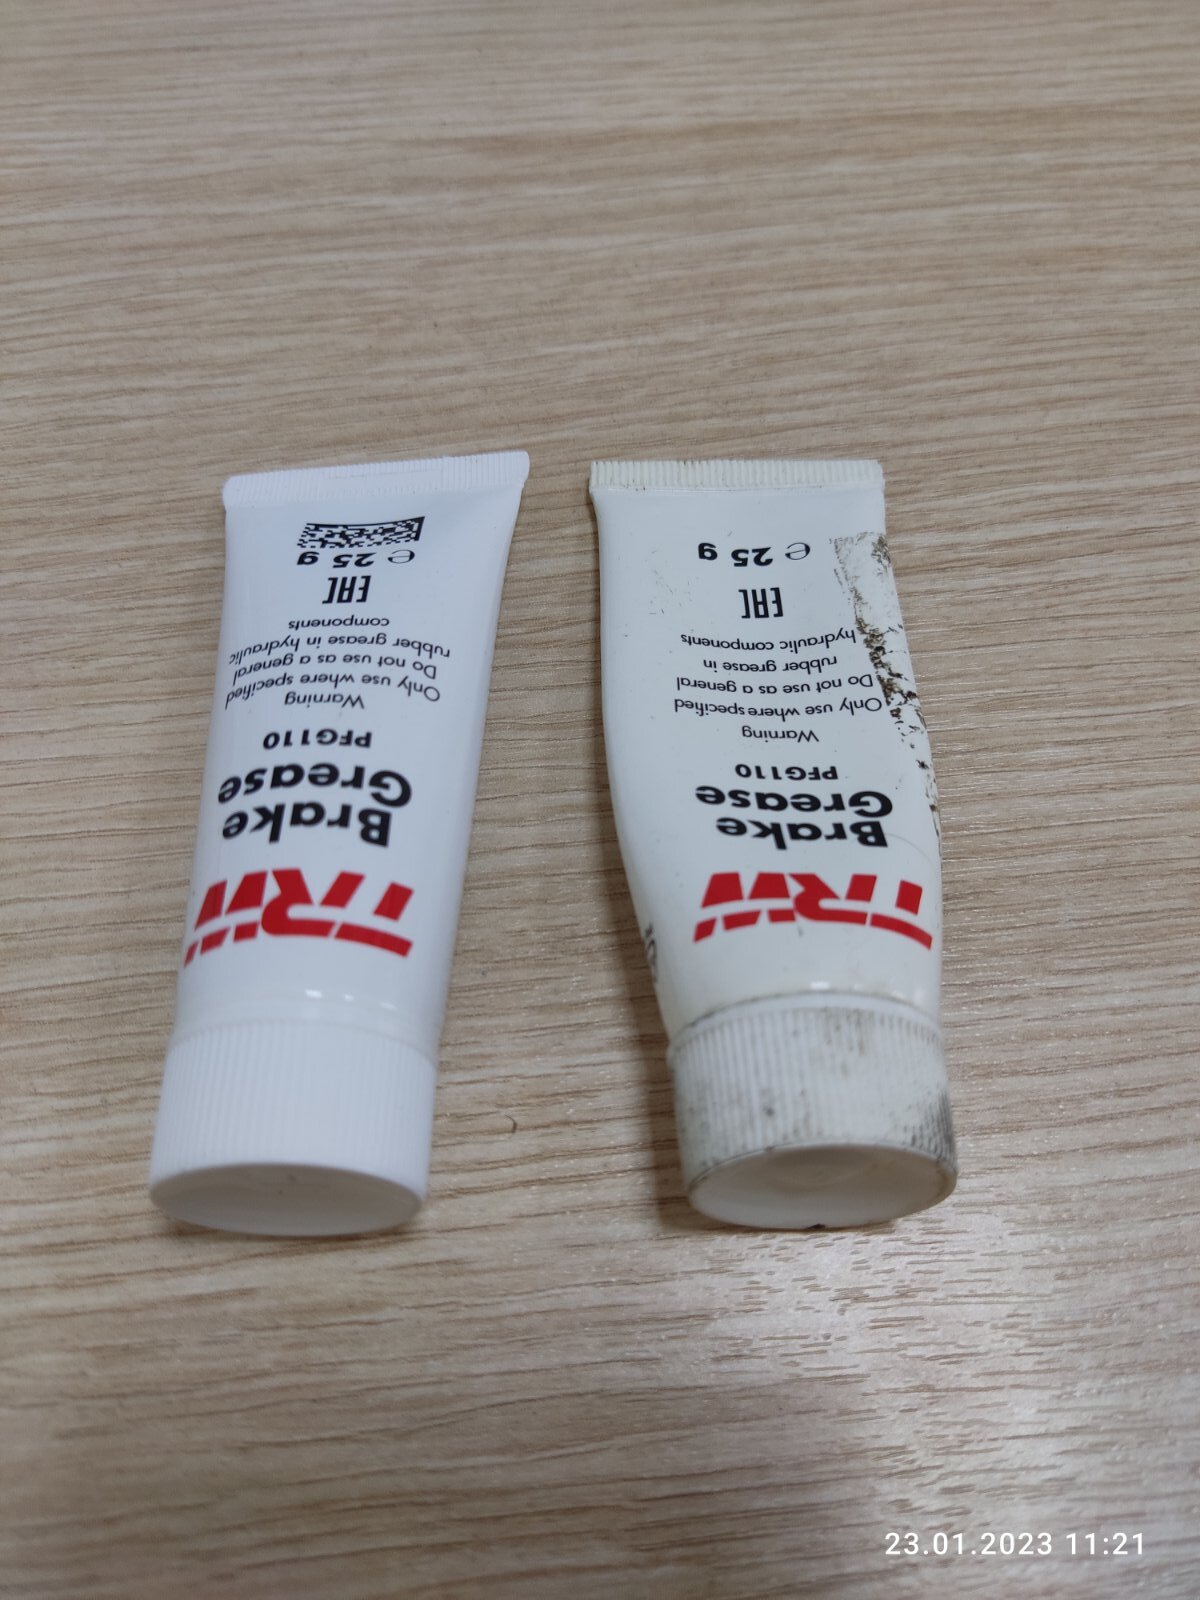 TRW
Brake
Grease
PFG110
Warning
Only use where specified
Do not use as a general
rubber grease in hydraulic
components
EAC
℮ 25 g
TRW
Brake
Grease
PFG110
Warning
Only use where specified
Do not use as a general
rubber grease in
hydraulic components
EAC
℮ 25 g
23.01.2023 11:21